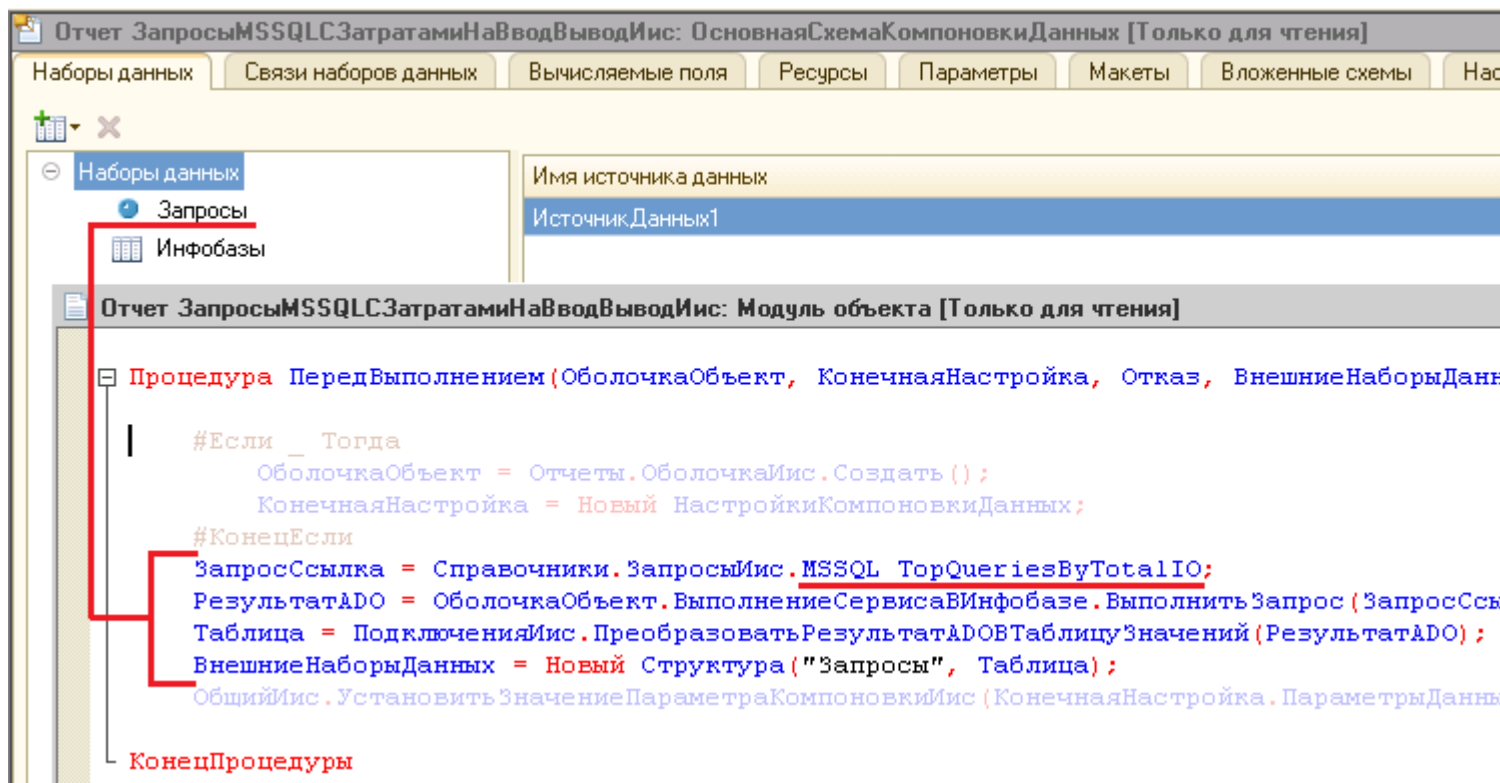 Отчет ЗапросыMSSQLСЗатратамиНаВводВыводИис: ОсновнаяСхемаКомпоновкиДанных [Только для чтения]
Наборы данных Связи наборов данных Вычисляемые поля Ресурсы Параметры Макеты Вложенные схемы Нас
Наборы данных
Имя источника данных
Запросы
ИсточникДанных1
Инфобазы
Отчет ЗапросыMSSQLСЗатратамиНаВводВыводИис: Модуль объекта [Только для чтения]
Процедура ПередВыполнением(ОболочкаОбъект, КонечнаяНастройка, Отказ, ВнешниеНаборыДанн
#Если _ Тогда
ОболочкаОбъект = Отчеты.ОболочкаИис.Создать();
КонечнаяНастройка = Новый НастройкиКомпоновкиДанных;
#КонецЕсли
ЗапросСсылка = Справочники.ЗапросыИис.MSSQL_TopQueriesByTotalIO;
РезультатADO = ОболочкаОбъект.ВыполнениеСервисаВИнфобазе.ВыполнитьЗапрос(ЗапросСсы
Таблица = ПодключенияИис.ПреобразоватьРезультатADOВТаблицуЗначений(РезультатADO);
ВнешниеНаборыДанных = Новый Структура("Запросы", Таблица);
ОбщийИис.УстановитьЗначениеПараметраКомпоновкиИис(КонечнаяНастройка.ПараметрыДанны
КонецПроцедуры